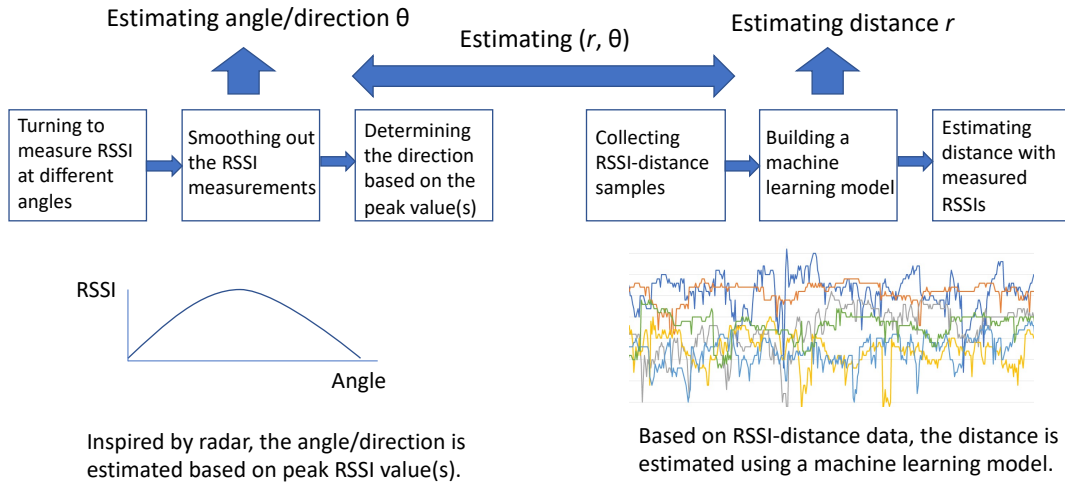 Estimating angle/direction θ
Estimating (r, θ)
Estimating distance r
Turning to
measure RSSI
at different
angles
Smoothing out
the RSSI
measurements
Determining
the direction
based on the
peak value(s)
Collecting
RSSI-distance
samples
Building a
machine
learning model
Estimating
distance with
measured
RSSIs
RSSI
Angle
Inspired by radar, the angle/direction is
estimated based on peak RSSI value(s).
Based on RSSI-distance data, the distance is
estimated using a machine learning model.